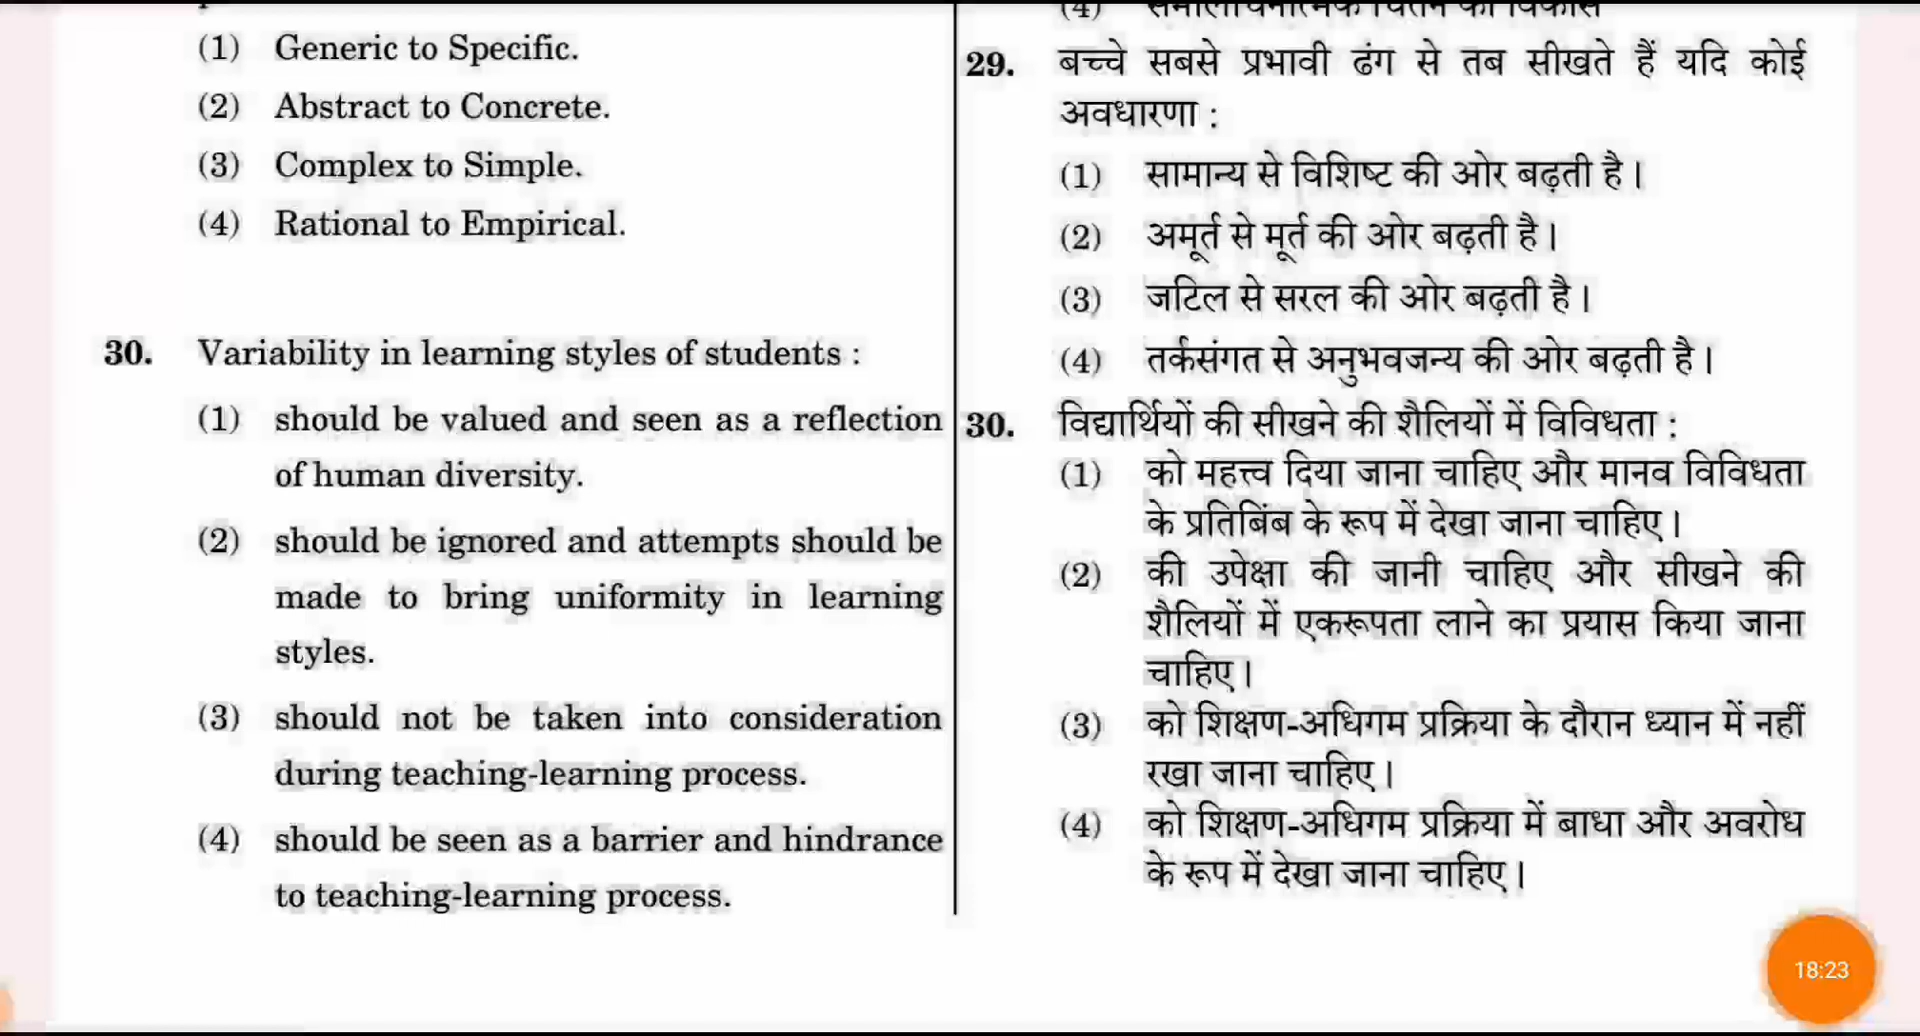 (1) Generic to Specific.
(2) Abstract to Concrete.
(3) Complex to Simple.
(4) Rational to Empirical.
30. Variability in learning styles of students :
(1) should be valued and seen as a reflection
of human diversity.
(2) should be ignored and attempts should be
made to bring uniformity in learning
styles.
(3) should not be taken into consideration
during teaching-learning process.
(4) should be seen as a barrier and hindrance
to teaching-learning process.
(4) समालोचनात्मक चिंतन का विकास
29. बच्चे सबसे प्रभावी ढंग से तब सीखते हैं यदि कोई
अवधारणा :
(1) सामान्य से विशिष्ट की ओर बढ़ती है।
(2) अमूर्त से मूर्त की ओर बढ़ती है।
(3) जटिल से सरल की ओर बढ़ती है।
(4) तर्कसंगत से अनुभवजन्य की ओर बढ़ती है।
30. विद्यार्थियों की सीखने की शैलियों में विविधता :
(1) को महत्त्व दिया जाना चाहिए और मानव विविधता
के प्रतिबिंब के रूप में देखा जाना चाहिए।
(2) की उपेक्षा की जानी चाहिए और सीखने की
शैलियों में एकरूपता लाने का प्रयास किया जाना
चाहिए।
(3) को शिक्षण-अधिगम प्रक्रिया के दौरान ध्यान में नहीं
रखा जाना चाहिए।
(4) को शिक्षण-अधिगम प्रक्रिया में बाधा और अवरोध
के रूप में देखा जाना चाहिए।
18:23